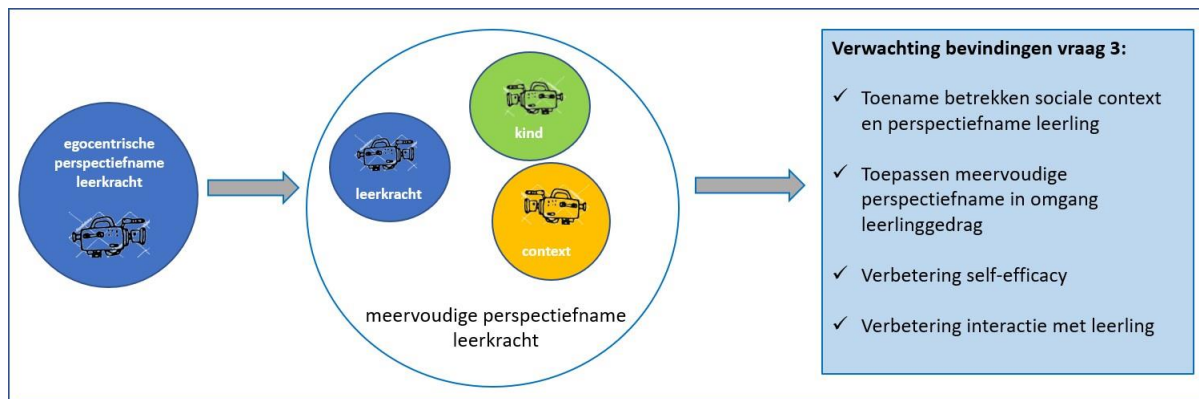 egocentrische
perspectiefname
leerkracht
leerkracht
kind
context
meervoudige perspectiefname
leerkracht
Verwachting bevindingen vraag 3:
✓ Toename betrekken sociale context
en perspectiefname leerling
✓ Toepassen meervoudige
perspectiefname in omgang
leerlinggedrag
✓ Verbetering self-efficacy
✓ Verbetering interactie met leerling